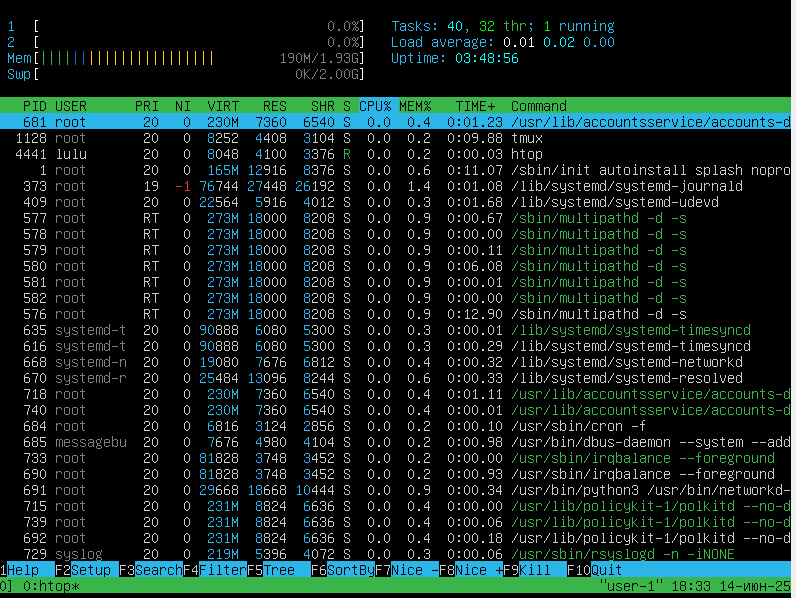 1 [ 0.0%] Tasks: 40, 32 thr; 1 running
2 [ 0.0%] Load average: 0.01 0.02 0.00
Mem[||||||||||||||||||||||| 190M/1.93G] Uptime: 03:48:56
Swp[ 0K/2.00G]
PID USER PRI NI VIRT RES SHR S CPU% MEM% TIME+ Command
681 root 20 0 230M 7360 6540 S 0.0 0.4 0:01.23 /usr/lib/accountsservice/accounts-d
1128 root 20 0 8252 4408 3104 S 0.0 0.2 0:09.88 tmux
4441 lulu 20 0 8048 4100 3376 R 0.0 0.2 0:00.03 htop
1 root 20 0 165M 12916 8376 S 0.0 0.6 0:11.07 /sbin/init autoinstall splash nopro
373 root 19 -1 76744 27448 26192 S 0.0 1.4 0:01.08 /lib/systemd/systemd-journald
409 root 20 0 22564 5916 4012 S 0.0 0.3 0:01.68 /lib/systemd/systemd-udevd
577 root RT 0 273M 18000 8208 S 0.0 0.9 0:00.67 /sbin/multipathd -d -s
578 root RT 0 273M 18000 8208 S 0.0 0.9 0:00.00 /sbin/multipathd -d -s
579 root RT 0 273M 18000 8208 S 0.0 0.9 0:00.11 /sbin/multipathd -d -s
580 root RT 0 273M 18000 8208 S 0.0 0.9 0:06.08 /sbin/multipathd -d -s
581 root RT 0 273M 18000 8208 S 0.0 0.9 0:00.01 /sbin/multipathd -d -s
582 root RT 0 273M 18000 8208 S 0.0 0.9 0:00.00 /sbin/multipathd -d -s
576 root RT 0 273M 18000 8208 S 0.0 0.9 0:12.90 /sbin/multipathd -d -s
635 systemd-t 20 0 90888 6080 5300 S 0.0 0.3 0:00.01 /lib/systemd/systemd-timesyncd
616 systemd-t 20 0 90888 6080 5300 S 0.0 0.3 0:00.29 /lib/systemd/systemd-timesyncd
668 systemd-n 20 0 19080 7676 6812 S 0.0 0.4 0:00.32 /lib/systemd/systemd-networkd
670 systemd-r 20 0 25484 13096 8244 S 0.0 0.6 0:00.33 /lib/systemd/systemd-resolved
718 root 20 0 230M 7360 6540 S 0.0 0.4 0:01.11 /usr/lib/accountsservice/accounts-d
740 root 20 0 230M 7360 6540 S 0.0 0.4 0:00.01 /usr/lib/accountsservice/accounts-d
684 root 20 0 6816 3124 2856 S 0.0 0.2 0:00.10 /usr/sbin/cron -f
685 messagebu 20 0 7676 4980 4104 S 0.0 0.2 0:00.98 /usr/bin/dbus-daemon --system --add
733 root 20 0 81828 3748 3452 S 0.0 0.2 0:00.00 /usr/sbin/irqbalance --foreground
690 root 20 0 81828 3748 3452 S 0.0 0.2 0:00.93 /usr/sbin/irqbalance --foreground
691 root 20 0 29668 18668 10444 S 0.0 0.9 0:00.34 /usr/bin/python3 /usr/bin/networkd-
715 root 20 0 231M 8824 6636 S 0.0 0.4 0:00.00 /usr/lib/policykit-1/polkitd --no-d
739 root 20 0 231M 8824 6636 S 0.0 0.4 0:00.06 /usr/lib/policykit-1/polkitd --no-d
692 root 20 0 231M 8824 6636 S 0.0 0.4 0:00.18 /usr/lib/policykit-1/polkitd --no-d
729 syslog 20 0 219M 5396 4072 S 0.0 0.3 0:00.06 /usr/sbin/rsyslogd -n -iNONE
1Help F2Setup F3SearchF4FilterF5Tree F6SortByF7Nice -F8Nice +F9Kill F10Quit
0] 0:htop* "user-1" 18:33 14-июн-25